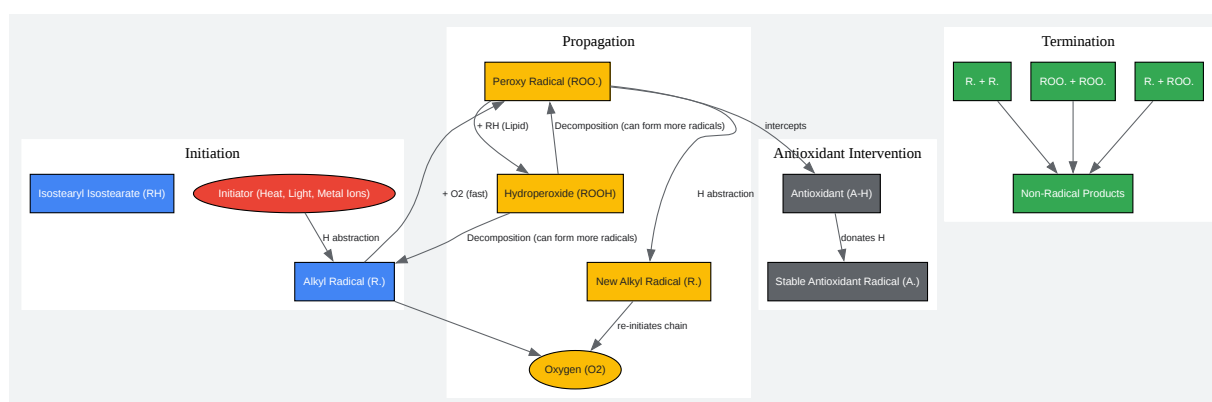 Propagation
Termination
Peroxy Radical (ROO.)
R. + R.
ROO. + ROO.
R. + ROO.
+ RH (Lipid)
Decomposition (can form more radicals)
intercepts
Initiation
Antioxidant Intervention
Isostearyl Isostearate (RH)
Initiator (Heat, Light, Metal Ions)
+ O2 (fast)
Hydroperoxide (ROOH)
H abstraction
Antioxidant (A-H)
Non-Radical Products
H abstraction
Decomposition (can form more radicals)
donates H
Alkyl Radical (R.)
New Alkyl Radical (R.)
Stable Antioxidant Radical (A.)
re-initiates chain
Oxygen (O2)